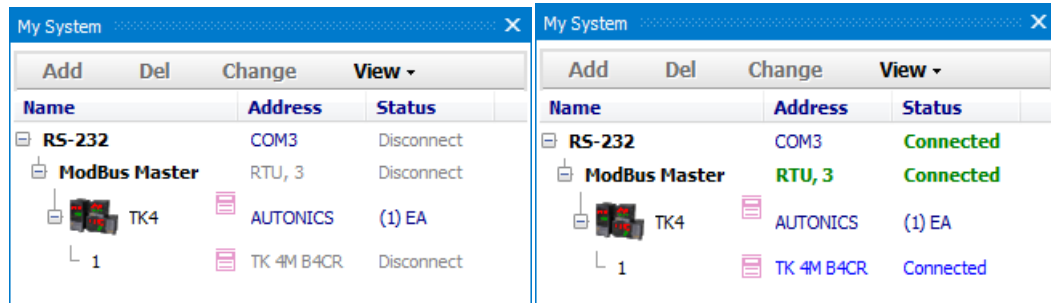 My System
Add Del Change View
Name Address Status
RS-232 COM3 Disconnect
ModBus Master RTU, 3 Disconnect
TK4 AUTONICS (1) EA
1 TK 4M B4CR Disconnect
My System
Add Del Change View
Name Address Status
RS-232 COM3 Connected
ModBus Master RTU, 3 Connected
TK4 AUTONICS (1) EA
1 TK 4M B4CR Connected